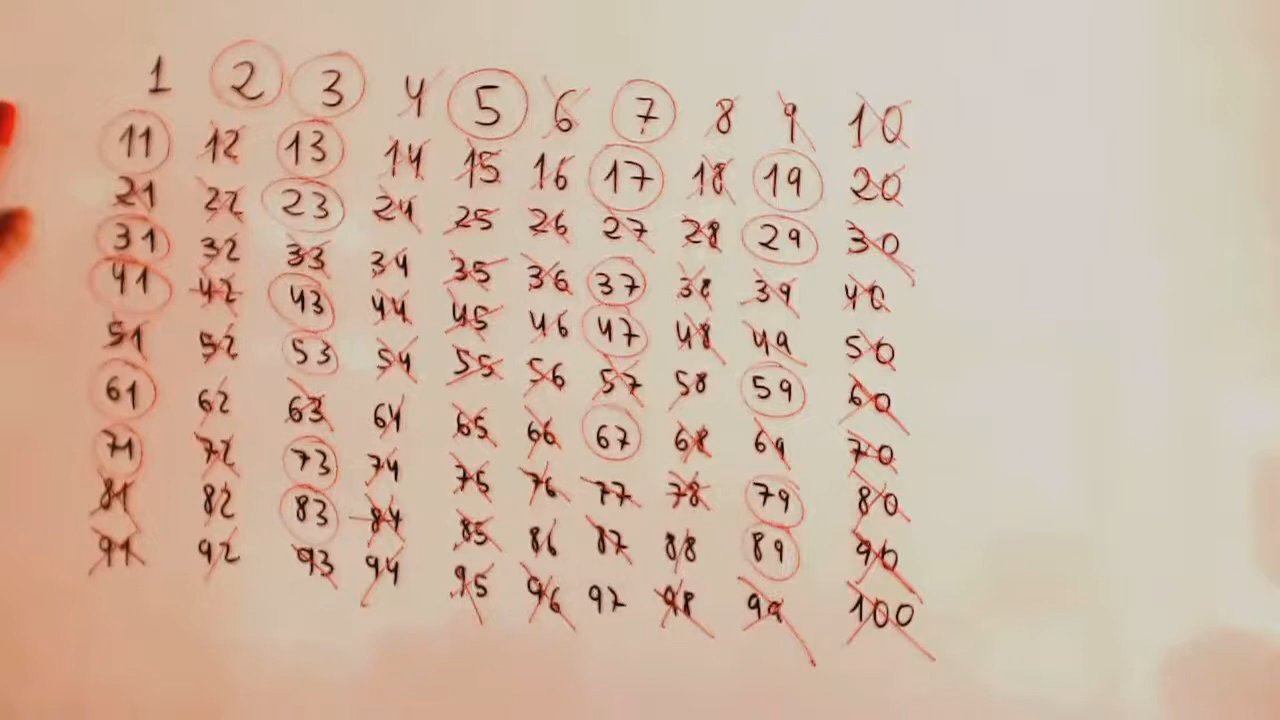 1 2 3 4 5 6 7 8 9 10
11 12 13 14 15 16 17 18 19 20
21 22 23 24 25 26 27 28 29 30
31 32 33 34 35 36 37 38 39 40
41 42 43 44 45 46 47 48 49 50
51 52 53 54 55 56 57 58 59 60
61 62 63 64 65 66 67 68 69 70
71 72 73 74 75 76 77 78 79 80
81 82 83 84 85 86 87 88 89 90
91 92 93 94 95 96 97 98 99 100